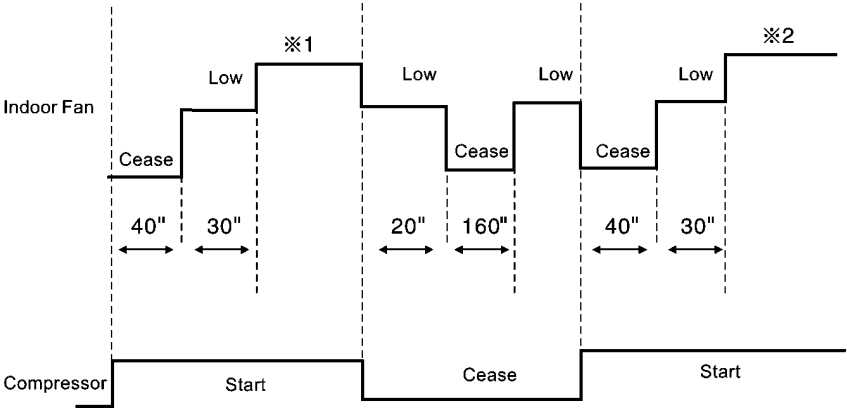 ※1
※2
Low
Low
Low
Low
Indoor Fan
Cease
Cease
Cease
40"
30"
20"
160"
40"
30"
Compressor
Start
Cease
Start